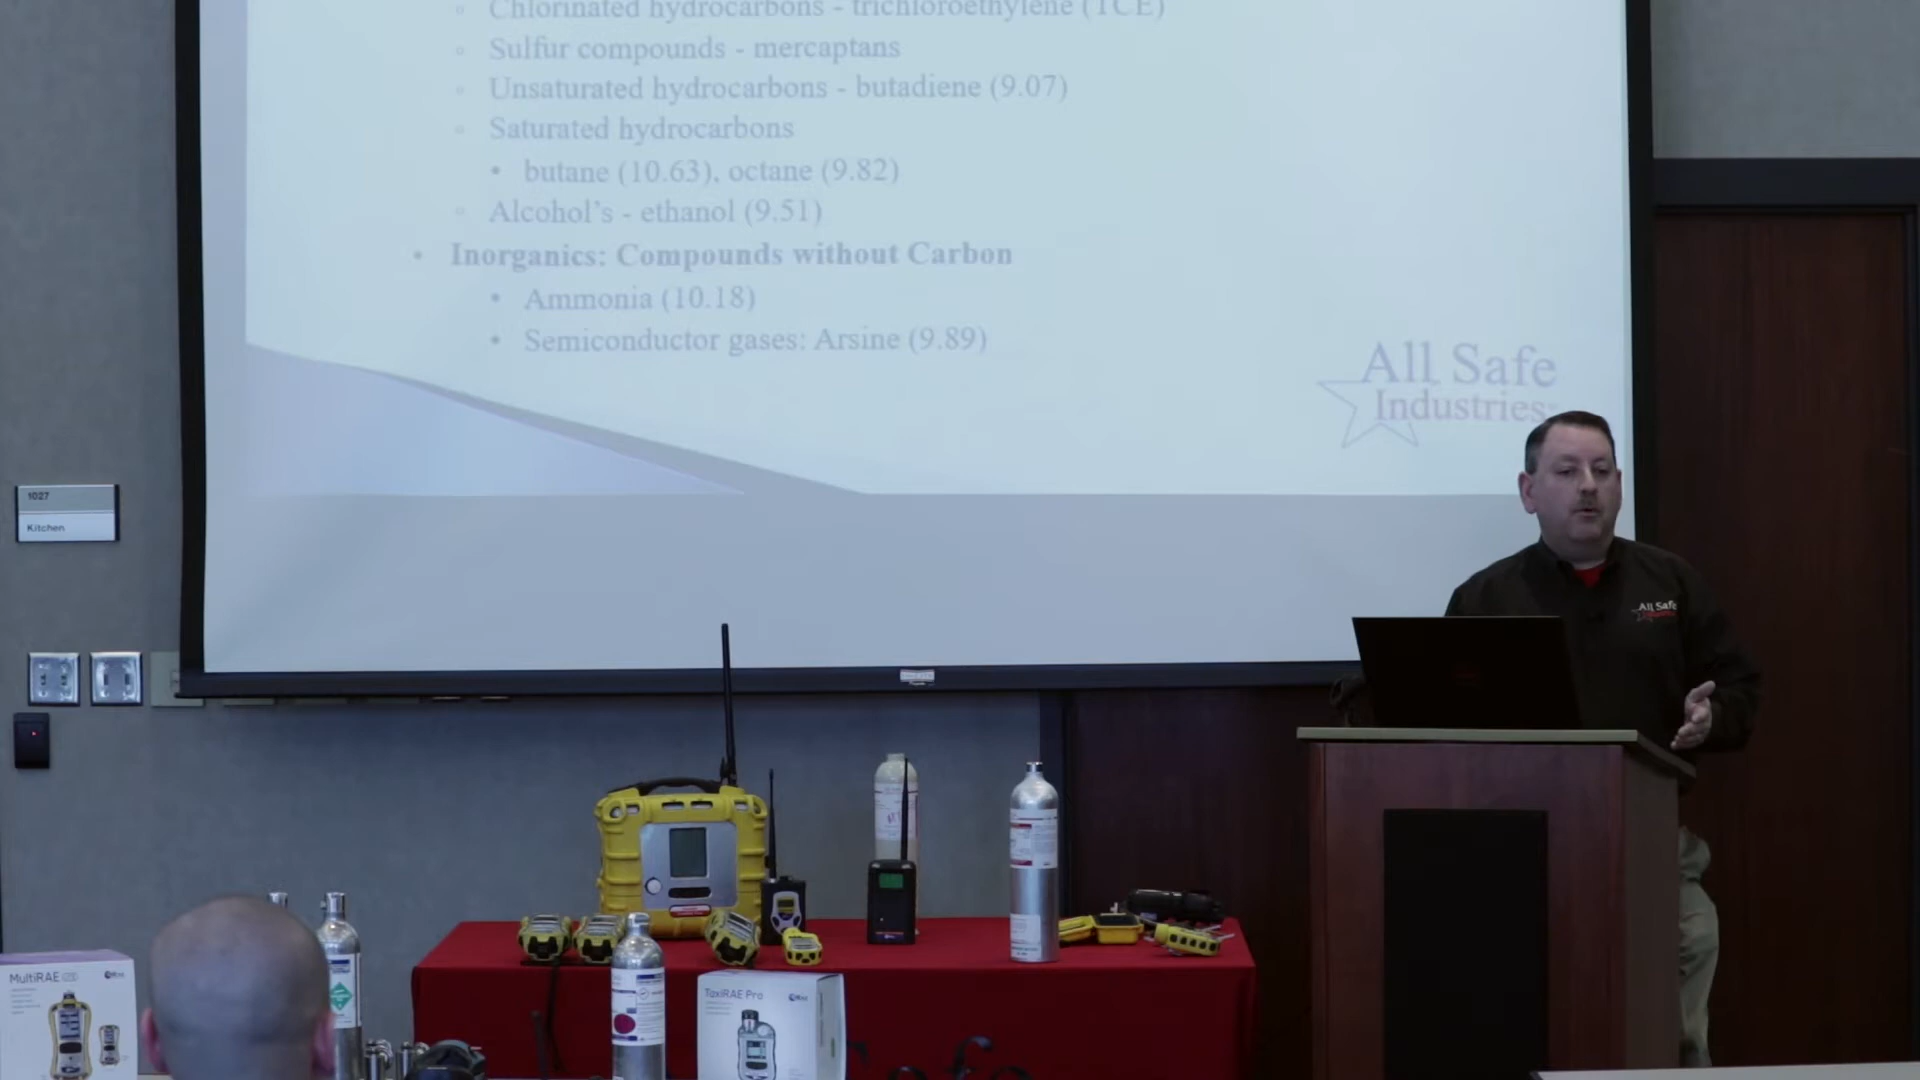 Chlorinated hydrocarbons - trichloroethylene (TCE)
Sulfur compounds - mercaptans
Unsaturated hydrocarbons - butadiene (9.07)
Saturated hydrocarbons
butane (10.63), octane (9.82)
Alcohol's - ethanol (9.51)
Inorganics: Compounds without Carbon
Ammonia (10.18)
Semiconductor gases: Arsine (9.89)
All Safe
Industries
1027
Kitchen
All Safe
MultiRAE
ToxiRAE Pro